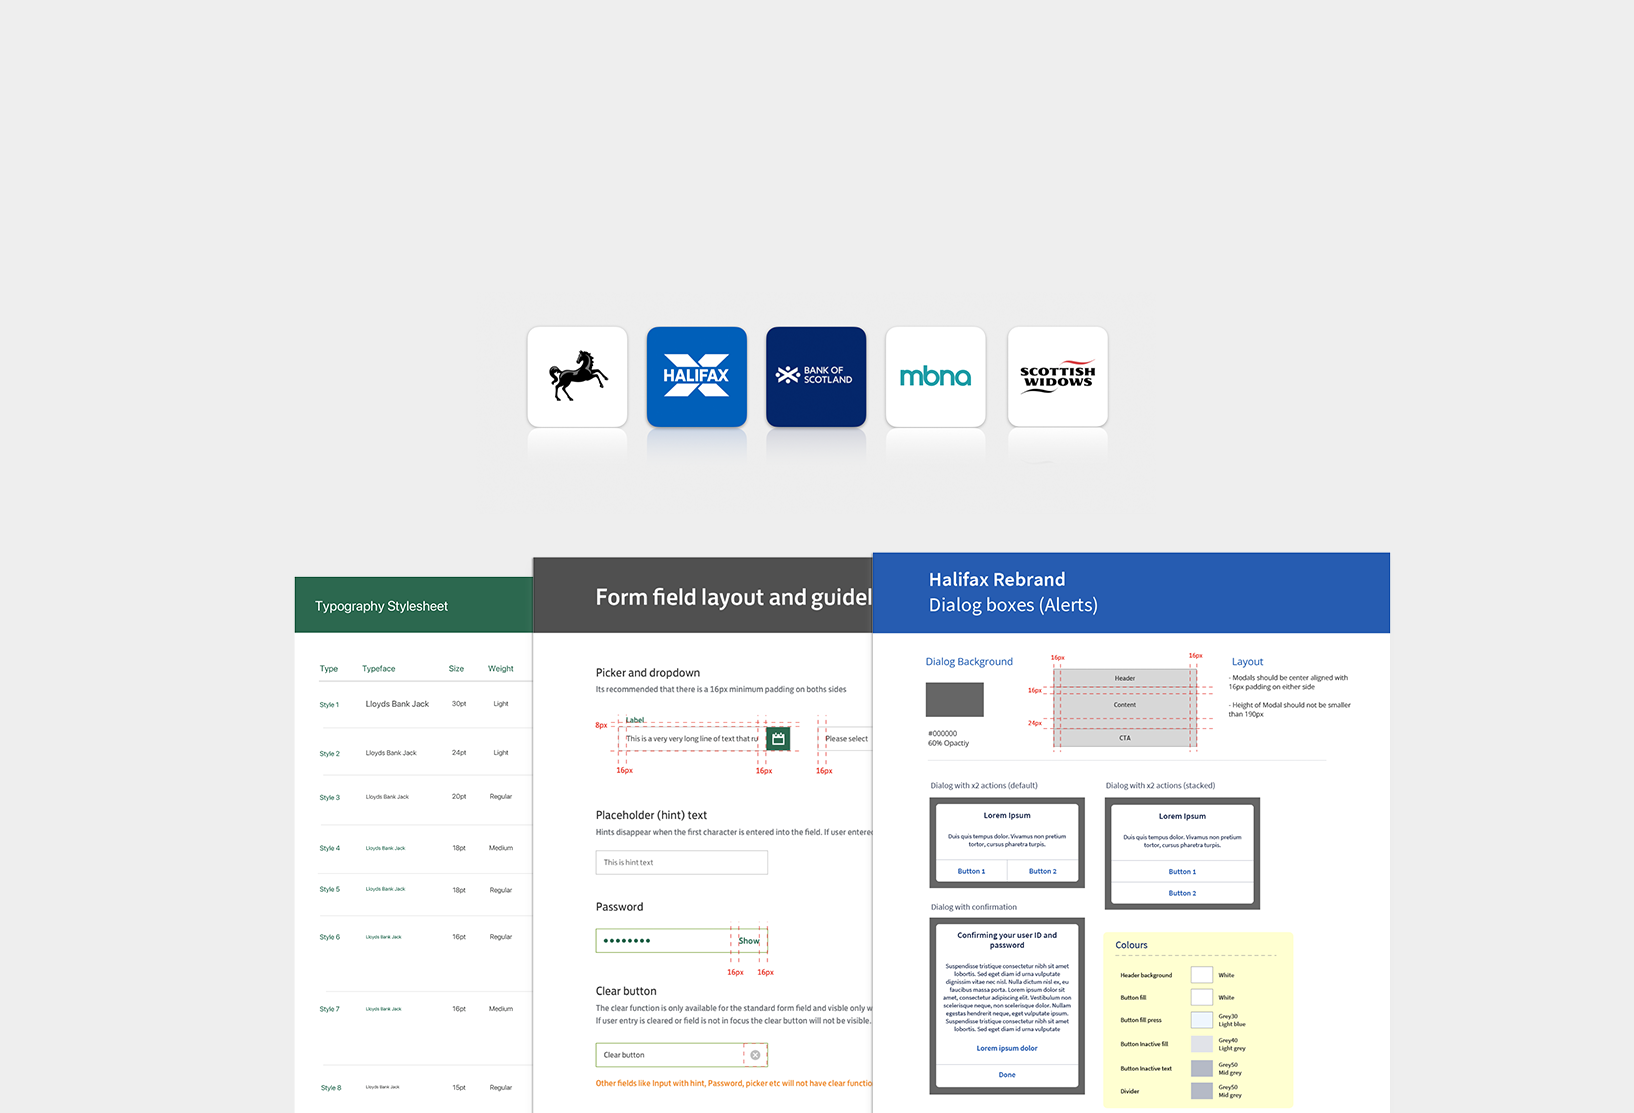 HALIFAX
BANK OF
SCOTLAND
mbna
SCOTTISH
WIDOWS
Typography Stylesheet
Type Typeface Size Weight
Style 1 Lloyds Bank Jack 30pt Light
Style 2 Lloyds Bank Jack 24pt Light
Style 3 Lloyds Bank Jack 20pt Regular
Style 4 Lloyds Bank Jack 18pt Medium
Style 5 Lloyds Bank Jack 18pt Regular
Style 6 Lloyds Bank Jack 16pt Regular
Style 7 Lloyds Bank Jack 16pt Medium
Style 8 Lloyds Bank Jack 15pt Regular
Form field layout and guidel
Picker and dropdown
Its recommended that there is a 16px minimum padding on boths sides
Label
8px
This is a very very long line of text that ru
Please select
16px 16px 16px
Placeholder (hint) text
Hints disappear when the first character is entered into the field. If user entered
This is hint text
Password
Show
16px 16px
Clear button
The clear function is only available for the standard form field and visble only w
If user entry is cleared or field is not in focus the clear button will not be visible.
Clear button
Other fields like Input with hint, Password, picker etc will not have clear functio
Halifax Rebrand
Dialog boxes (Alerts)
Dialog Background
#000000
60% Opactiy
16px 16px
Header
16px
Content
24px
CTA
Layout
- Modals should be center aligned with
16px padding on either side
- Height of Modal should not be smaller
than 190px
Dialog with x2 actions (default)
Lorem Ipsum
Duis quis tempus dolor. Vivamus non pretium
tortor, cursus pharetra turpis.
Button 1 Button 2
Dialog with x2 actions (stacked)
Lorem Ipsum
Duis quis tempus dolor. Vivamus non pretium
tortor, cursus pharetra turpis.
Button 1
Button 2
Dialog with confirmation
Confirming your user ID and
password
Suspendisse tristique consectetur nibh sit amet
lobortis. Sed eget diam id urna vulputate
dignissim vitae nec nisl. Nulla dictum nisl ex, eu
faucibus massa porta. Lorem ipsum dolor sit
amet, consectetur adipiscing elit. Vestibulum non
scelerisque neque, non scelerisque dolor. Nullam
egestas hendrerit neque, eget vulputate ipsum.
Suspendisse tristique consectetur nibh sit amet
lobortis. Sed eget diam id urna vulputate
Lorem ipsum dolor
Done
Colours
Header background White
Button fill White
Button fill press Grey30
Light blue
Button Inactive fill Grey40
Light grey
Button Inactive text Grey50
Mid grey
Divider Grey50
Mid grey